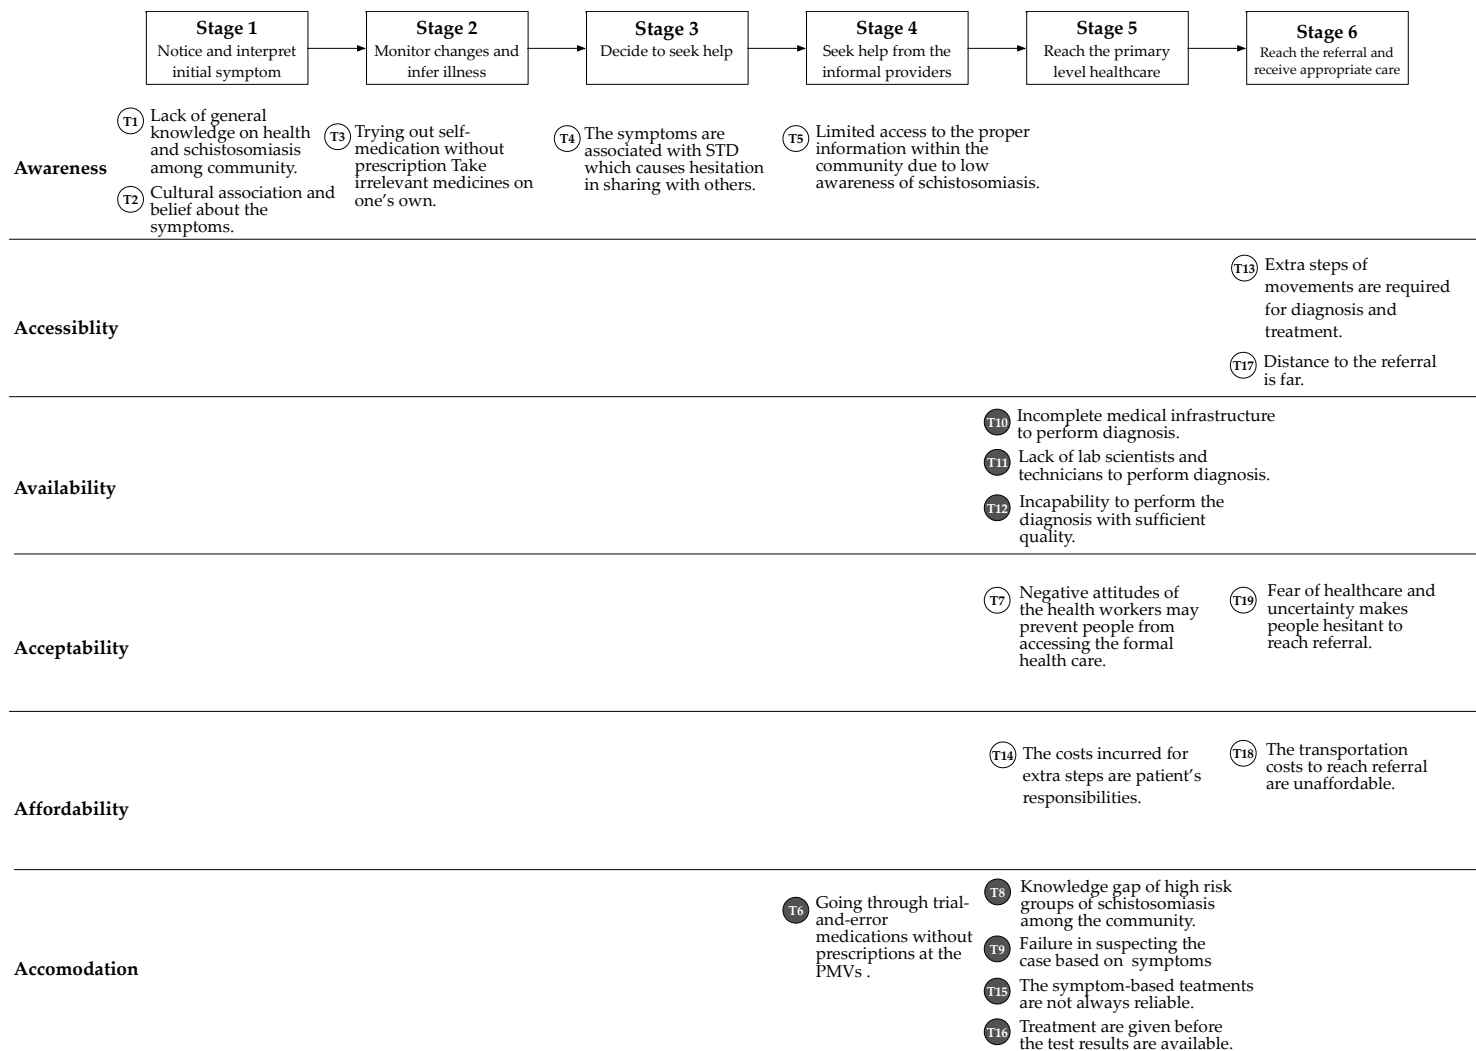 Stage 1
Notice and interpret
initial symptom
Stage 2
Monitor changes and
infer illness
Stage 3
Decide to seek help
Stage 4
Seek help from the
informal providers
Stage 5
Reach the primary
level healthcare
Stage 6
Reach the referral and
receive appropriate care
Awareness
T1 Lack of general
knowledge on health
and schistosomiasis
among community.
T2 Cultural association and
belief about the
symptoms.
T3 Trying out self-
medication without
prescription Take
irrelevant medicines on
one's own.
T4 The symptoms are
associated with STD
which causes hesitation
in sharing with others.
T5 Limited access to the proper
information within the
community due to low
awareness of schistosomiasis.
Accessiblity
T13 Extra steps of
movements are required
for diagnosis and
treatment.
T17 Distance to the referral
is far.
Availability
T10 Incomplete medical infrastructure
to perform diagnosis.
T11 Lack of lab scientists and
technicians to perform diagnosis.
T12 Incapability to perform the
diagnosis with sufficient
quality.
Acceptability
T7 Negative attitudes of
the health workers may
prevent people from
accessing the formal
health care.
T19 Fear of healthcare and
uncertainty makes
people hesitant to
reach referral.
Affordability
T14 The costs incurred for
extra steps are patient's
responsibilities.
T18 The transportation
costs to reach referral
are unaffordable.
Accomodation
T6 Going through trial-
and-error
medications without
prescriptions at the
PMVs .
T8 Knowledge gap of high risk
groups of schistosomiasis
among the community.
T9 Failure in suspecting the
case based on symptoms
T15 The symptom-based teatments
are not always reliable.
T16 Treatment are given before
the test results are available.